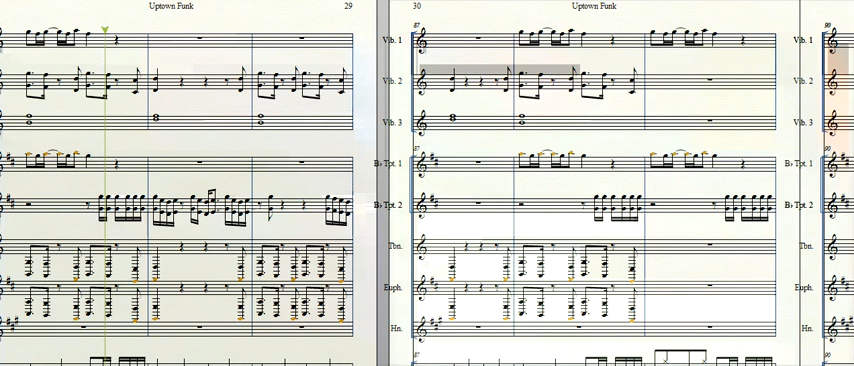 Uptown Funk
29
30
Uptown Funk
87
Vib. 1
Vib. 1
Vib. 2
Vib. 2
Vib. 3
Vib. 3
87
B♭ Tpt. 1
B♭ Tpt. 1
B♭ Tpt. 2
B♭ Tpt. 2
Tbn.
Tbn.
Euph.
Euph.
Hn.
Hn.
87